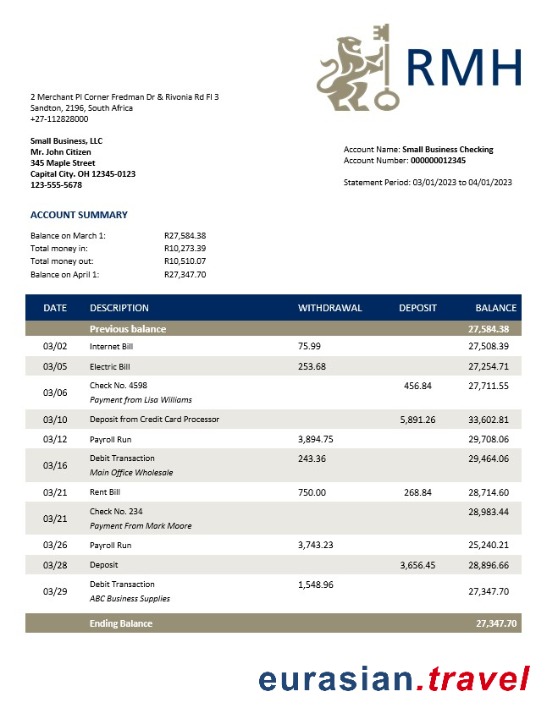 RMH
2 Merchant Pl Corner Fredman Dr & Rivonia Rd Fl 3
Sandton, 2196, South Africa
+27-112828000
Small Business, LLC
Mr. John Citizen
345 Maple Street
Capital City. OH 12345-0123
123-555-5678
Account Name: Small Business Checking
Account Number: 000000012345
Statement Period: 03/01/2023 to 04/01/2023
ACCOUNT SUMMARY
Balance on March 1: R27,584.38
Total money in: R10,273.39
Total money out: R10,510.07
Balance on April 1: R27,347.70
DATE DESCRIPTION WITHDRAWAL DEPOSIT BALANCE
Previous balance 27,584.38
03/02 Internet Bill 75.99 27,508.39
03/05 Electric Bill 253.68 27,254.71
03/06 Check No. 4598 456.84 27,711.55
Payment from Lisa Williams
03/10 Deposit from Credit Card Processor 5,891.26 33,602.81
03/12 Payroll Run 3,894.75 29,708.06
03/16 Debit Transaction 243.36 29,464.06
Main Office Wholesale
03/21 Rent Bill 750.00 268.84 28,714.60
03/21 Check No. 234 28,983.44
Payment From Mark Moore
03/26 Payroll Run 3,743.23 25,240.21
03/28 Deposit 3,656.45 28,896.66
03/29 Debit Transaction 1,548.96 27,347.70
ABC Business Supplies
Ending Balance 27,347.70
eurasian.travel